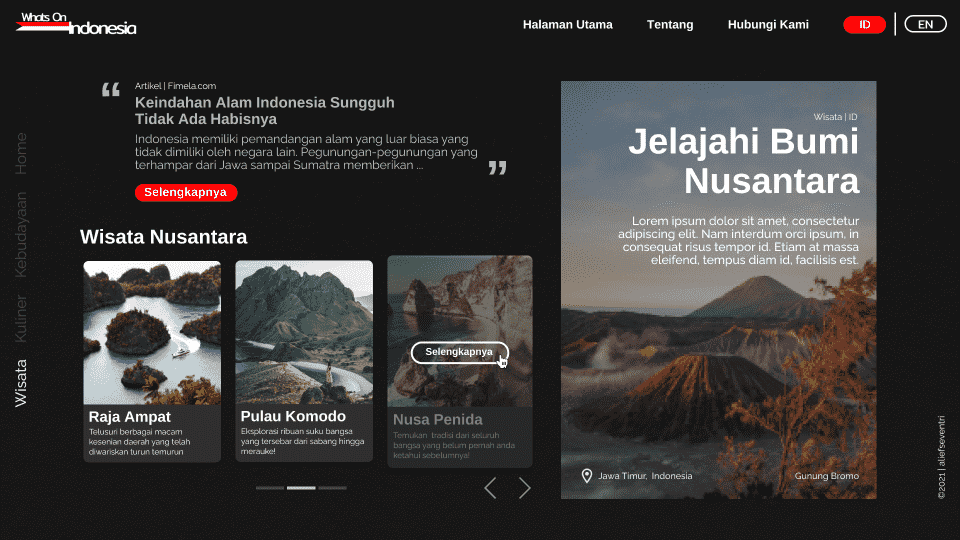 Whats On
Indonesia
Halaman Utama
Tentang
Hubungi Kami
ID
EN
Home
Kebudayaan
Kuliner
Wisata
“
Artikel | Fimela.com
Keindahan Alam Indonesia Sungguh
Tidak Ada Habisnya
Indonesia memiliki pemandangan alam yang luar biasa yang
tidak dimiliki oleh negara lain. Pegunungan-pegunungan yang
terhampar dari Jawa sampai Sumatra memberikan ...
”
Selengkapnya
Wisata Nusantara
Raja Ampat
Telusuri berbagai macam
kesenian daerah yang telah
diwariskan turun temurun
Pulau Komodo
Eksplorasi ribuan suku bangsa
yang tersebar dari sabang hingga
merauke!
Selengkapnya
Nusa Penida
Temukan tradisi dari seluruh
bangsa yang belum pernah anda
ketahui sebelumnya!
Wisata | ID
Jelajahi Bumi
Nusantara
Lorem ipsum dolor sit amet, consectetur
adipiscing elit. Nam interdum orci ipsum, in
consequat risus tempor id. Etiam at massa
eleifend, tempus diam id, facilisis est.
Jawa Timur, Indonesia
Gunung Bromo
©2021 | aliefseventri